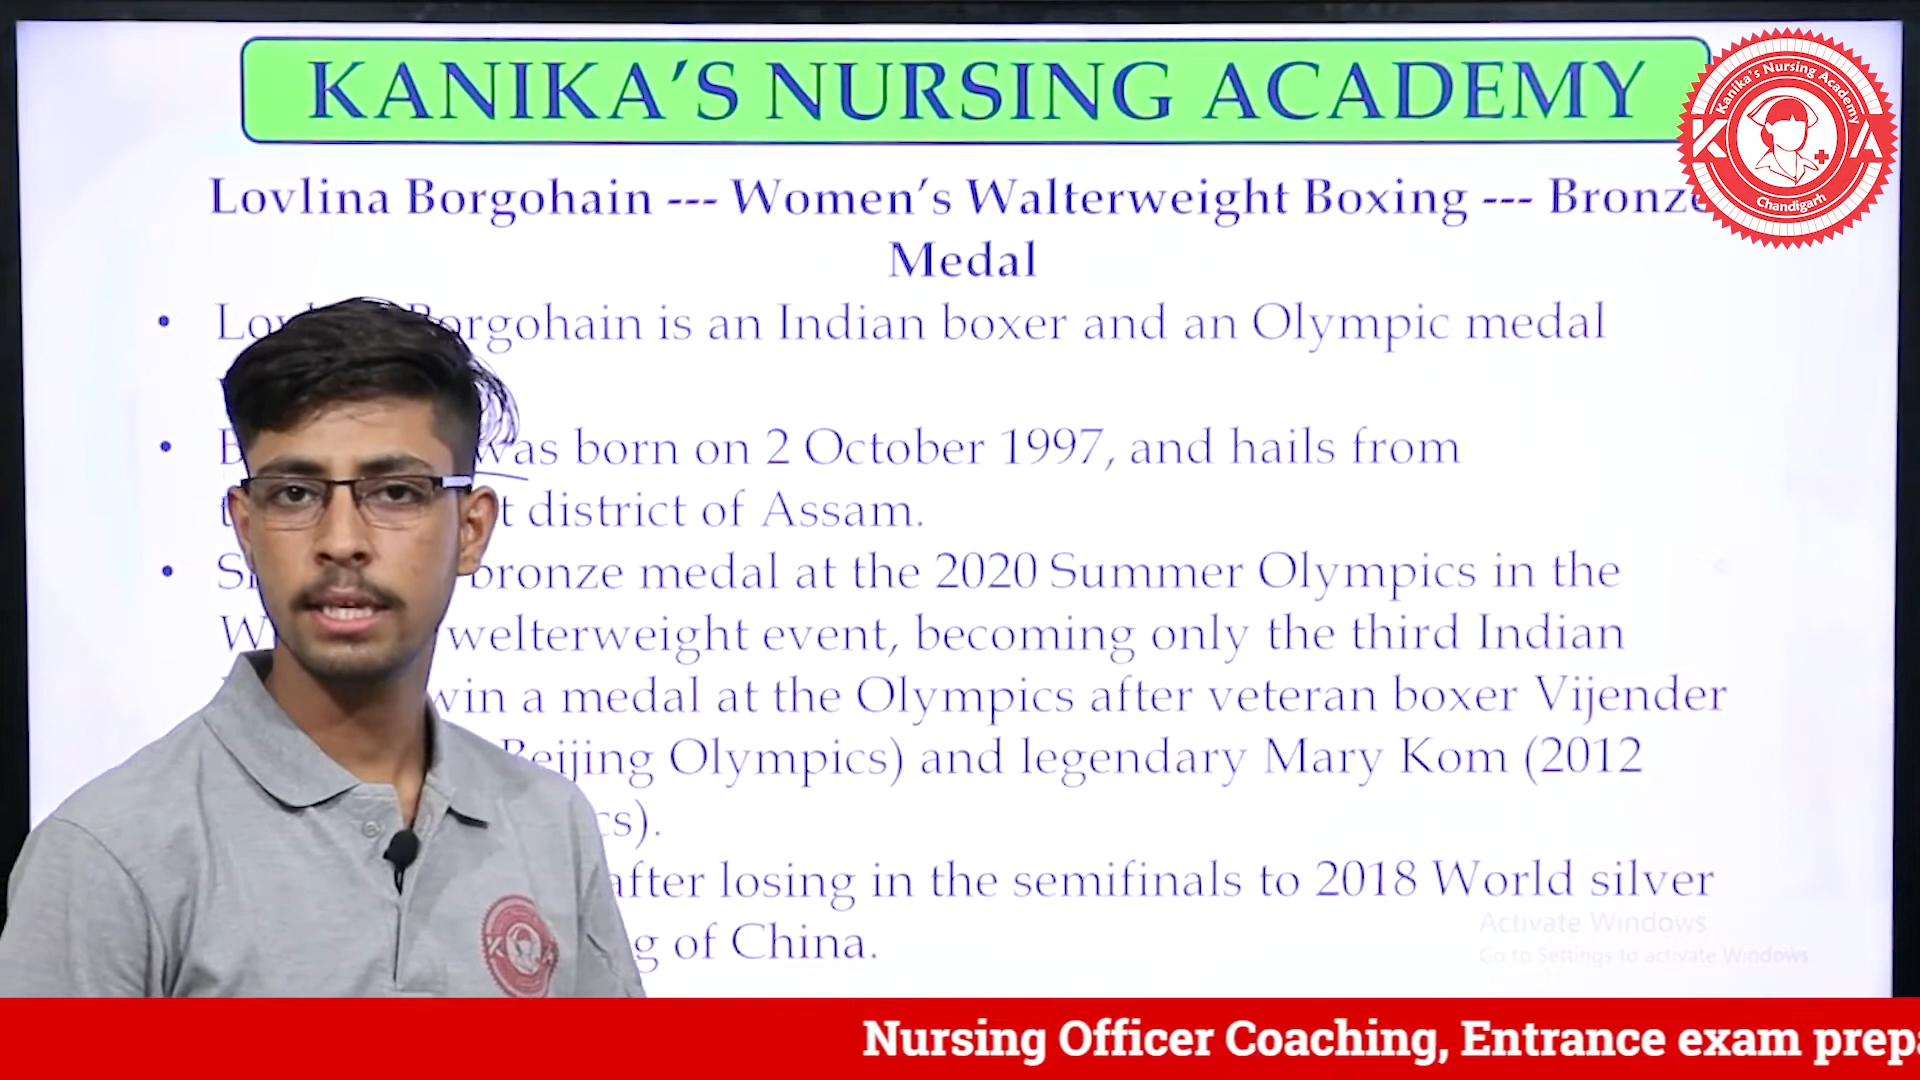 KANIKA'S NURSING ACADEMY
Kanika's Nursing Academy
K A
Chandigarh
Lovlina Borgohain --- Women's Walterweight Boxing --- Bronze
Medal
• Borgohain is an Indian boxer and an Olympic medal
• was born on 2 October 1997, and hails from
district of Assam.
• bronze medal at the 2020 Summer Olympics in the
welterweight event, becoming only the third Indian
win a medal at the Olympics after veteran boxer Vijender
Beijing Olympics) and legendary Mary Kom (2012
after losing in the semifinals to 2018 World silver
of China.
Activate Windows
Go to Settings to activate Windows
K A
Nursing Officer Coaching, Entrance exam